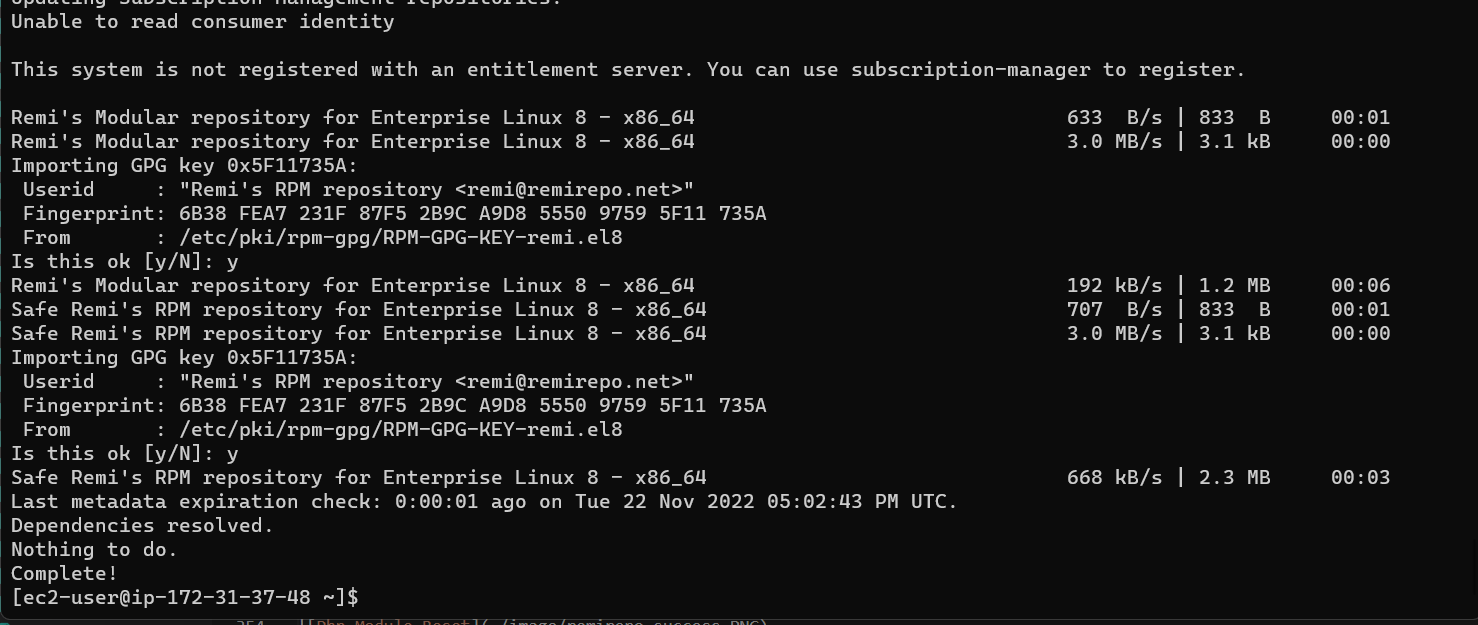 Updating Subscription Management repositories.
Unable to read consumer identity
This system is not registered with an entitlement server. You can use subscription-manager to register.
Remi's Modular repository for Enterprise Linux 8 - x86_64 633 B/s | 833 B 00:01
Remi's Modular repository for Enterprise Linux 8 - x86_64 3.0 MB/s | 3.1 kB 00:00
Importing GPG key 0x5F11735A:
Userid : "Remi's RPM repository <remi@remirepo.net>"
Fingerprint: 6B38 FEA7 231F 87F5 2B9C A9D8 5550 9759 5F11 735A
From : /etc/pki/rpm-gpg/RPM-GPG-KEY-remi.el8
Is this ok [y/N]: y
Remi's Modular repository for Enterprise Linux 8 - x86_64 192 kB/s | 1.2 MB 00:06
Safe Remi's RPM repository for Enterprise Linux 8 - x86_64 707 B/s | 833 B 00:01
Safe Remi's RPM repository for Enterprise Linux 8 - x86_64 3.0 MB/s | 3.1 kB 00:00
Importing GPG key 0x5F11735A:
Userid : "Remi's RPM repository <remi@remirepo.net>"
Fingerprint: 6B38 FEA7 231F 87F5 2B9C A9D8 5550 9759 5F11 735A
From : /etc/pki/rpm-gpg/RPM-GPG-KEY-remi.el8
Is this ok [y/N]: y
Safe Remi's RPM repository for Enterprise Linux 8 - x86_64 668 kB/s | 2.3 MB 00:03
Last metadata expiration check: 0:00:01 ago on Tue 22 Nov 2022 05:02:43 PM UTC.
Dependencies resolved.
Nothing to do.
Complete!
[ec2-user@ip-172-31-37-48 ~]$